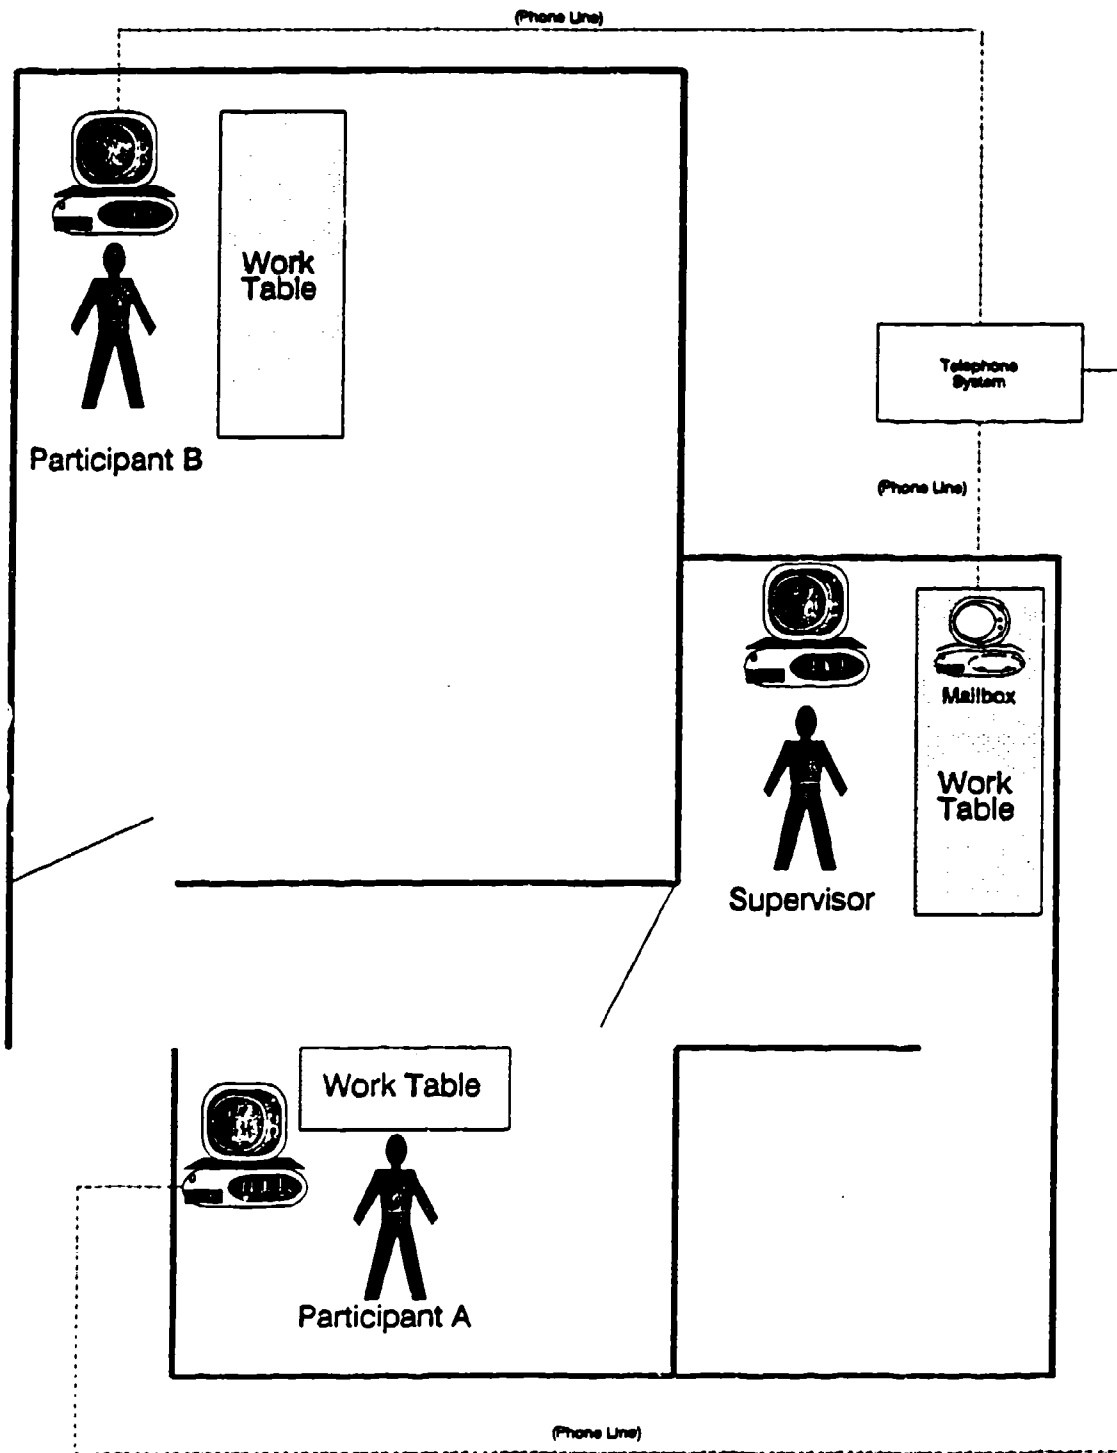 (Phone Line)
Work
Table
Participant B
Telephone
System
(Phone Line)
Mailbox
Work
Table
Supervisor
Work Table
Participant A
(Phone Line)